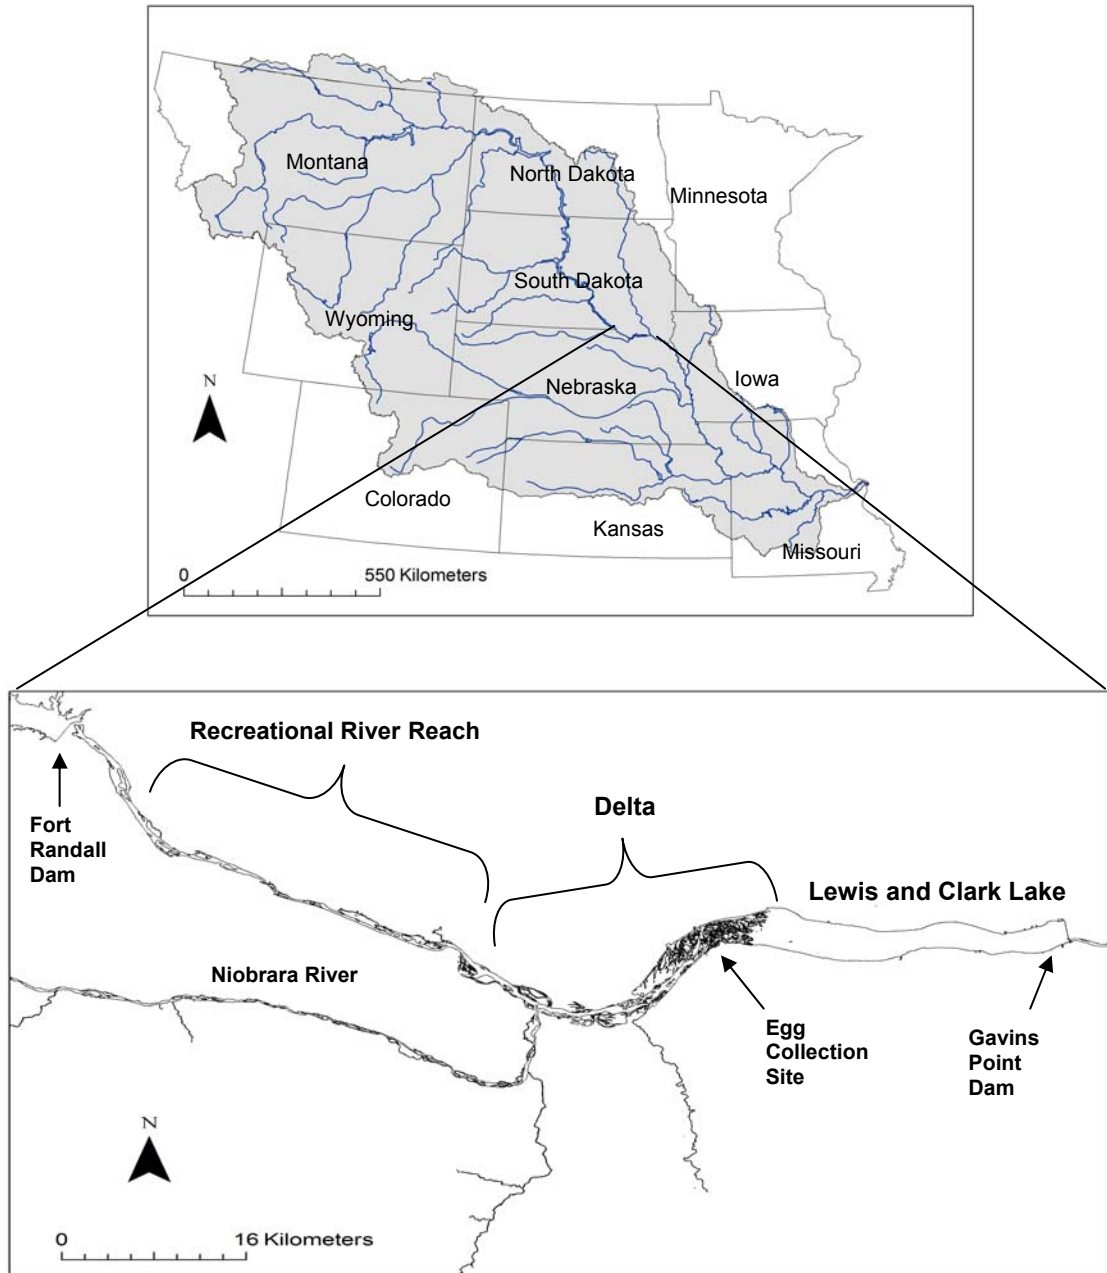 Montana
North Dakota
Minnesota
South Dakota
Wyoming
Iowa
Nebraska
N
Colorado
Kansas
Missouri
0 550 Kilometers
Recreational River Reach
Delta
Fort
Randall
Dam
Lewis and Clark Lake
Niobrara River
Egg
Collection
Site
Gavins
Point
Dam
N
0 16 Kilometers